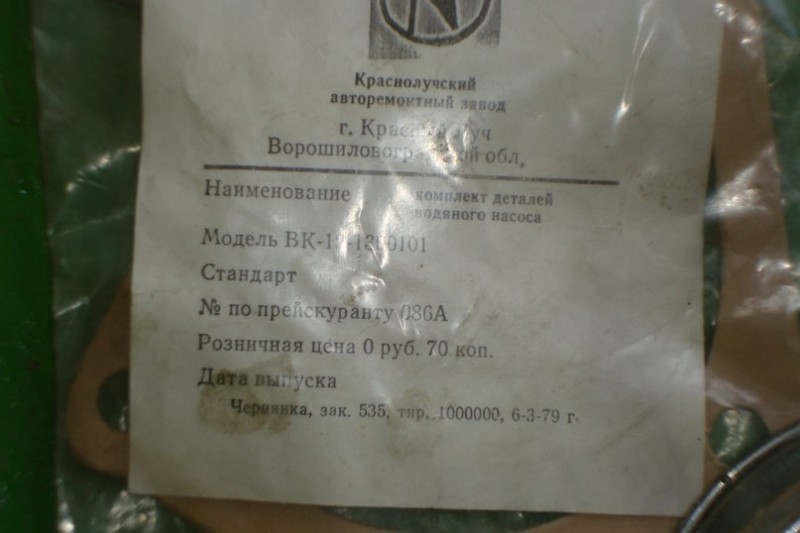 Краснолучский
авторемонтный завод
г. Красный Луч
Ворошиловградской обл,
Наименование комплект деталей
водяного насоса
Модель
Стандарт
№ по прейскуранту 086А
Розничная цена 0 руб. 70 коп.
Дата выпуска
Чернянка, зак. 535, тир. 1000000, 6-3-79 г.